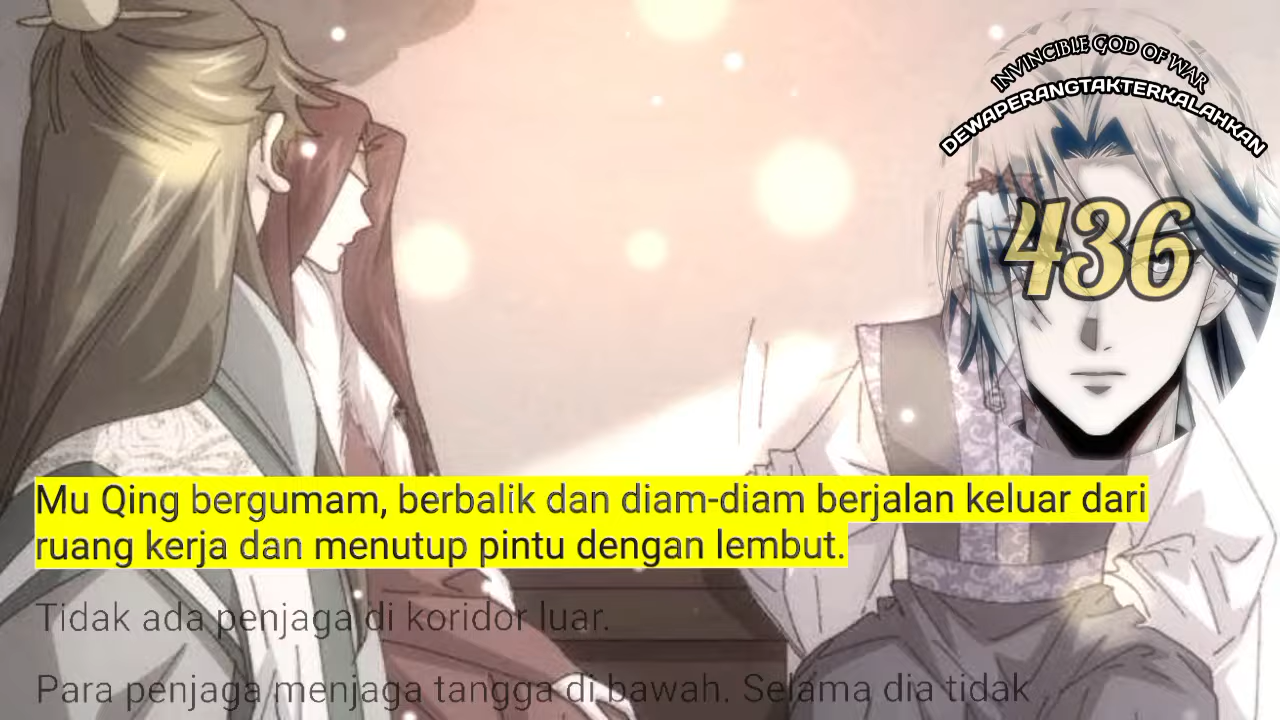 INVINCIBLE GOD OF WAR
DEWAPERANGTAKTERKALAHKAN
436
Mu Qing bergumam, berbalik dan diam-diam berjalan keluar dari
ruang kerja dan menutup pintu dengan lembut.
Tidak ada penjaga di koridor luar.
Para penjaga menjaga tangga di bawah. Selama dia tidak